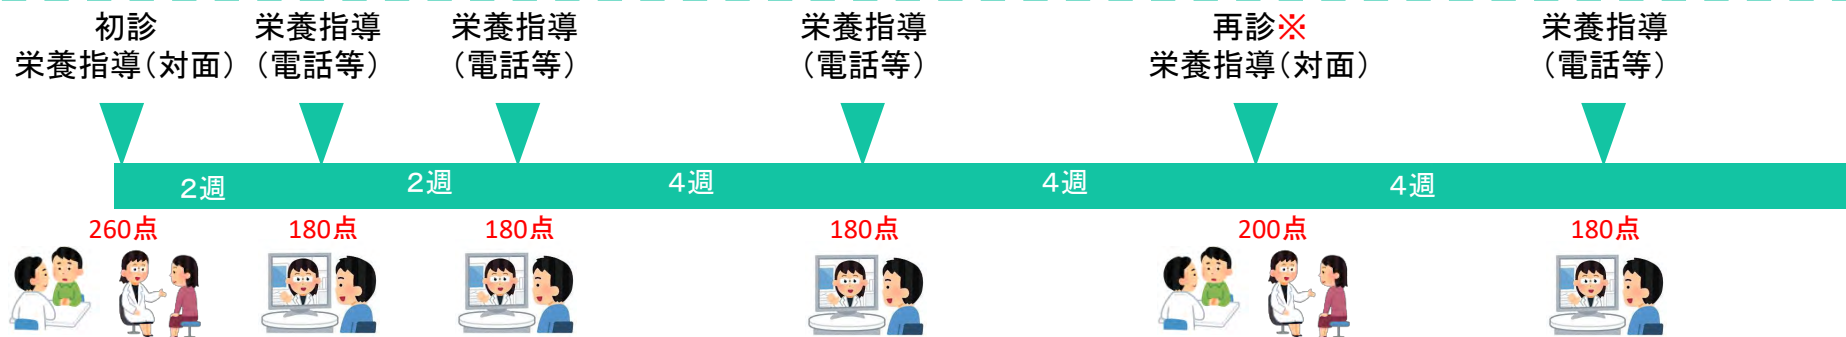 初診
栄養指導(対面)
栄養指導
(電話等)
栄養指導
(電話等)
栄養指導
(電話等)
再診※
栄養指導(対面)
栄養指導
(電話等)
2週
2週
4週
4週
4週
260点
180点
180点
180点
200点
180点